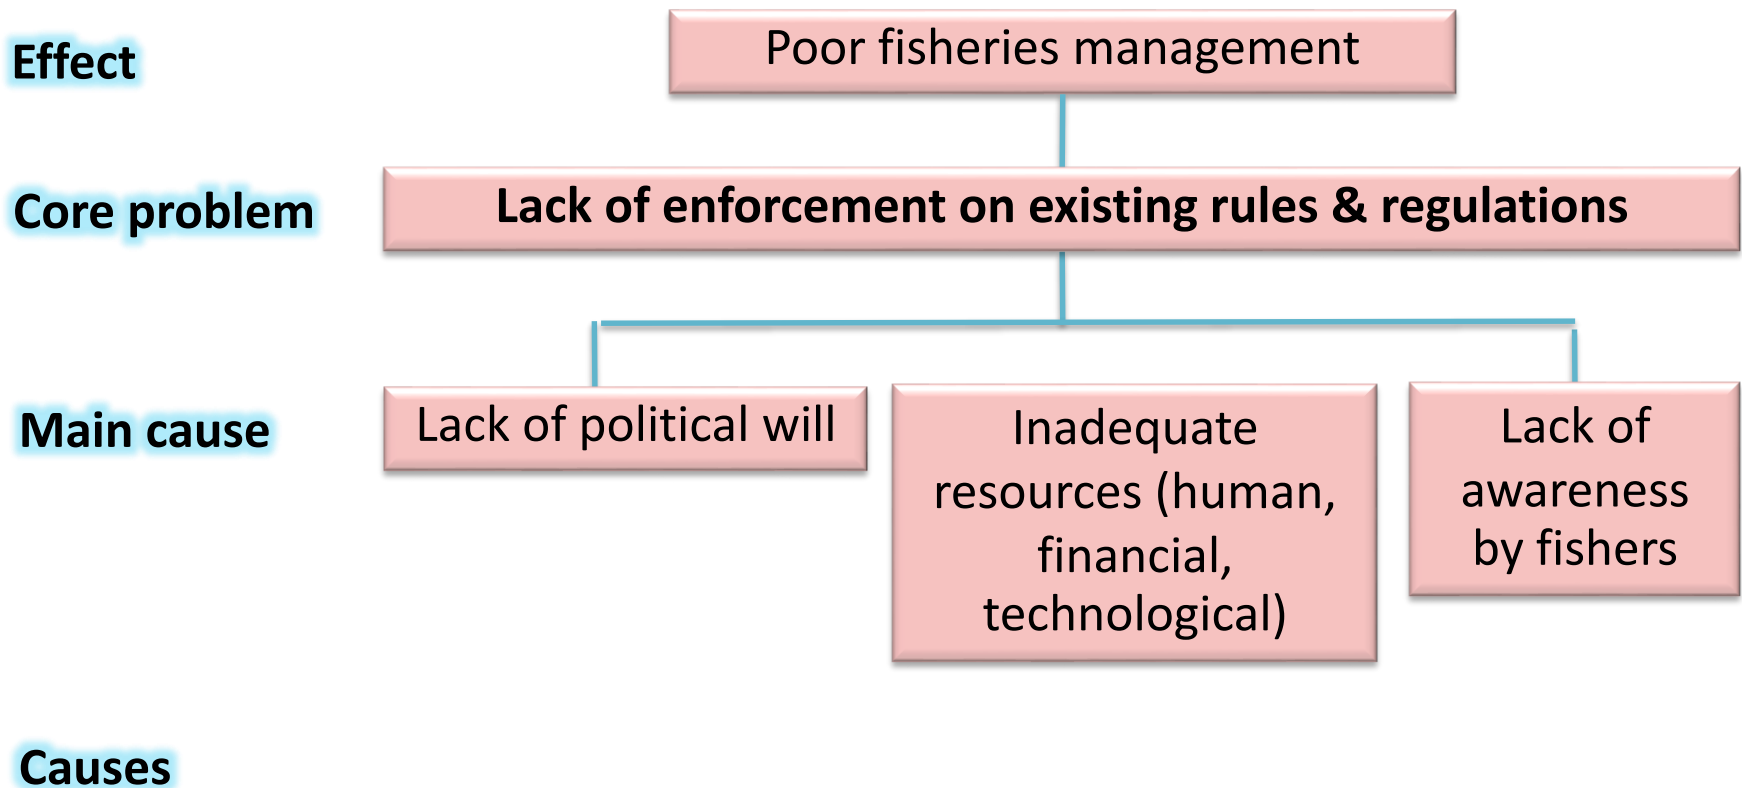 Effect
Poor fisheries management
Core problem
Lack of enforcement on existing rules & regulations
Main cause
Lack of political will
Inadequate
resources (human,
financial,
technological)
Lack of
awareness
by fishers
Causes